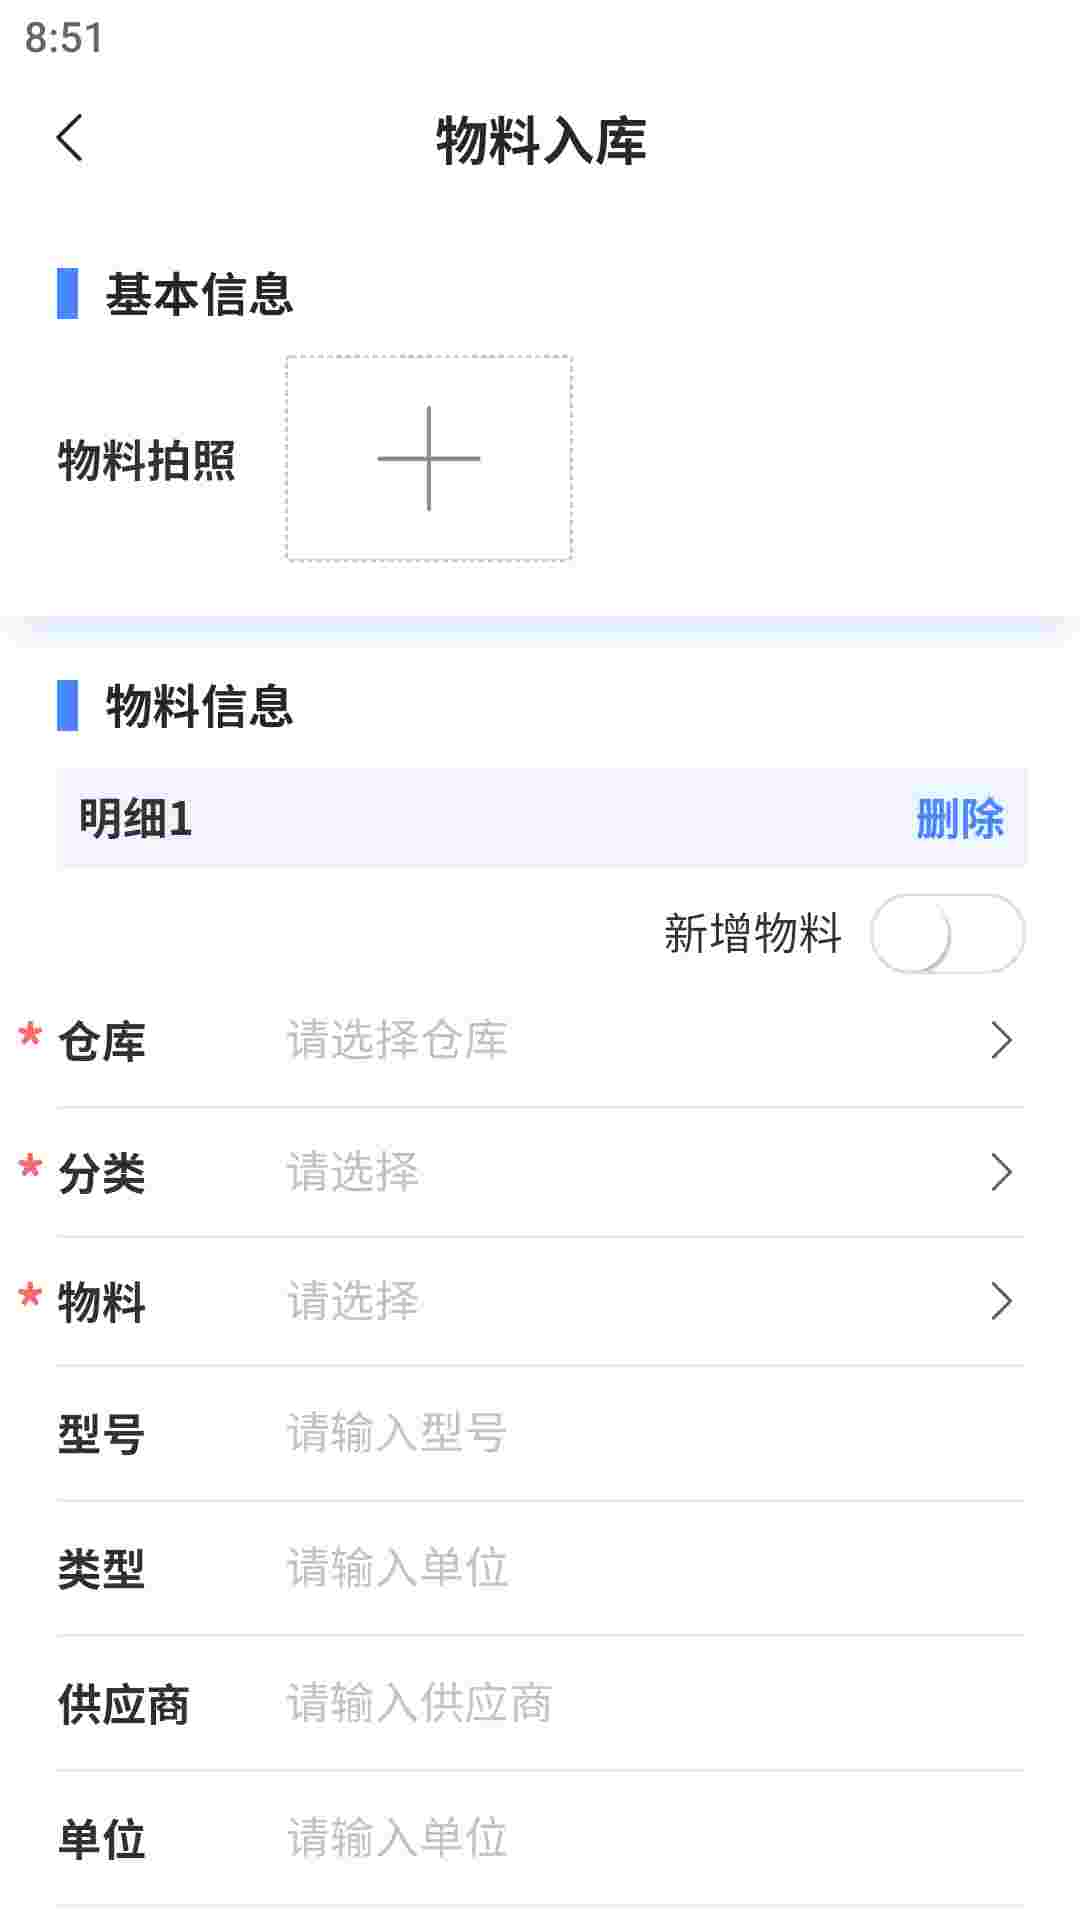 8:51
物料入库
基本信息
物料拍照
物料信息
明细1 删除
新增物料
* 仓库 请选择仓库
* 分类 请选择
* 物料 请选择
型号 请输入型号
类型 请输入单位
供应商 请输入供应商
单位 请输入单位